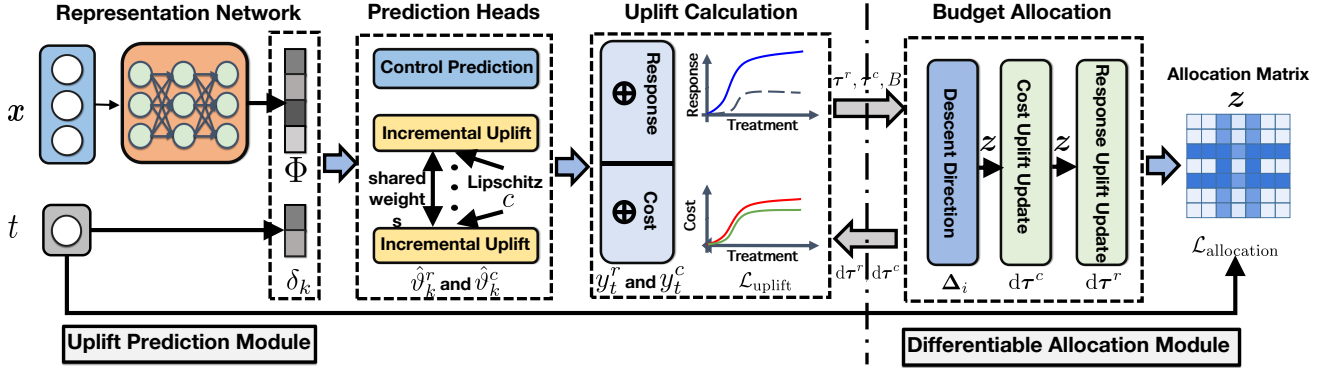 Representation Network
Prediction Heads
Uplift Calculation
Budget Allocation
x
Φ
t
δ_k
Control Prediction
Incremental Uplift
shared
weight
s
Lipschitz
c
Incremental Uplift
ϑ̂_k^r and ϑ̂_k^c
⊕
Response
⊕
Cost
y_t^r and y_t^c
Response
Treatment
Cost
Treatment
ℒ_uplift
τ^r, τ^c, B
dτ^r dτ^c
Descent Direction
z
Cost Uplift Update
z
Response Uplift Update
Δ_i
dτ^c
dτ^r
Allocation Matrix
z
ℒ_allocation
Uplift Prediction Module
Differentiable Allocation Module